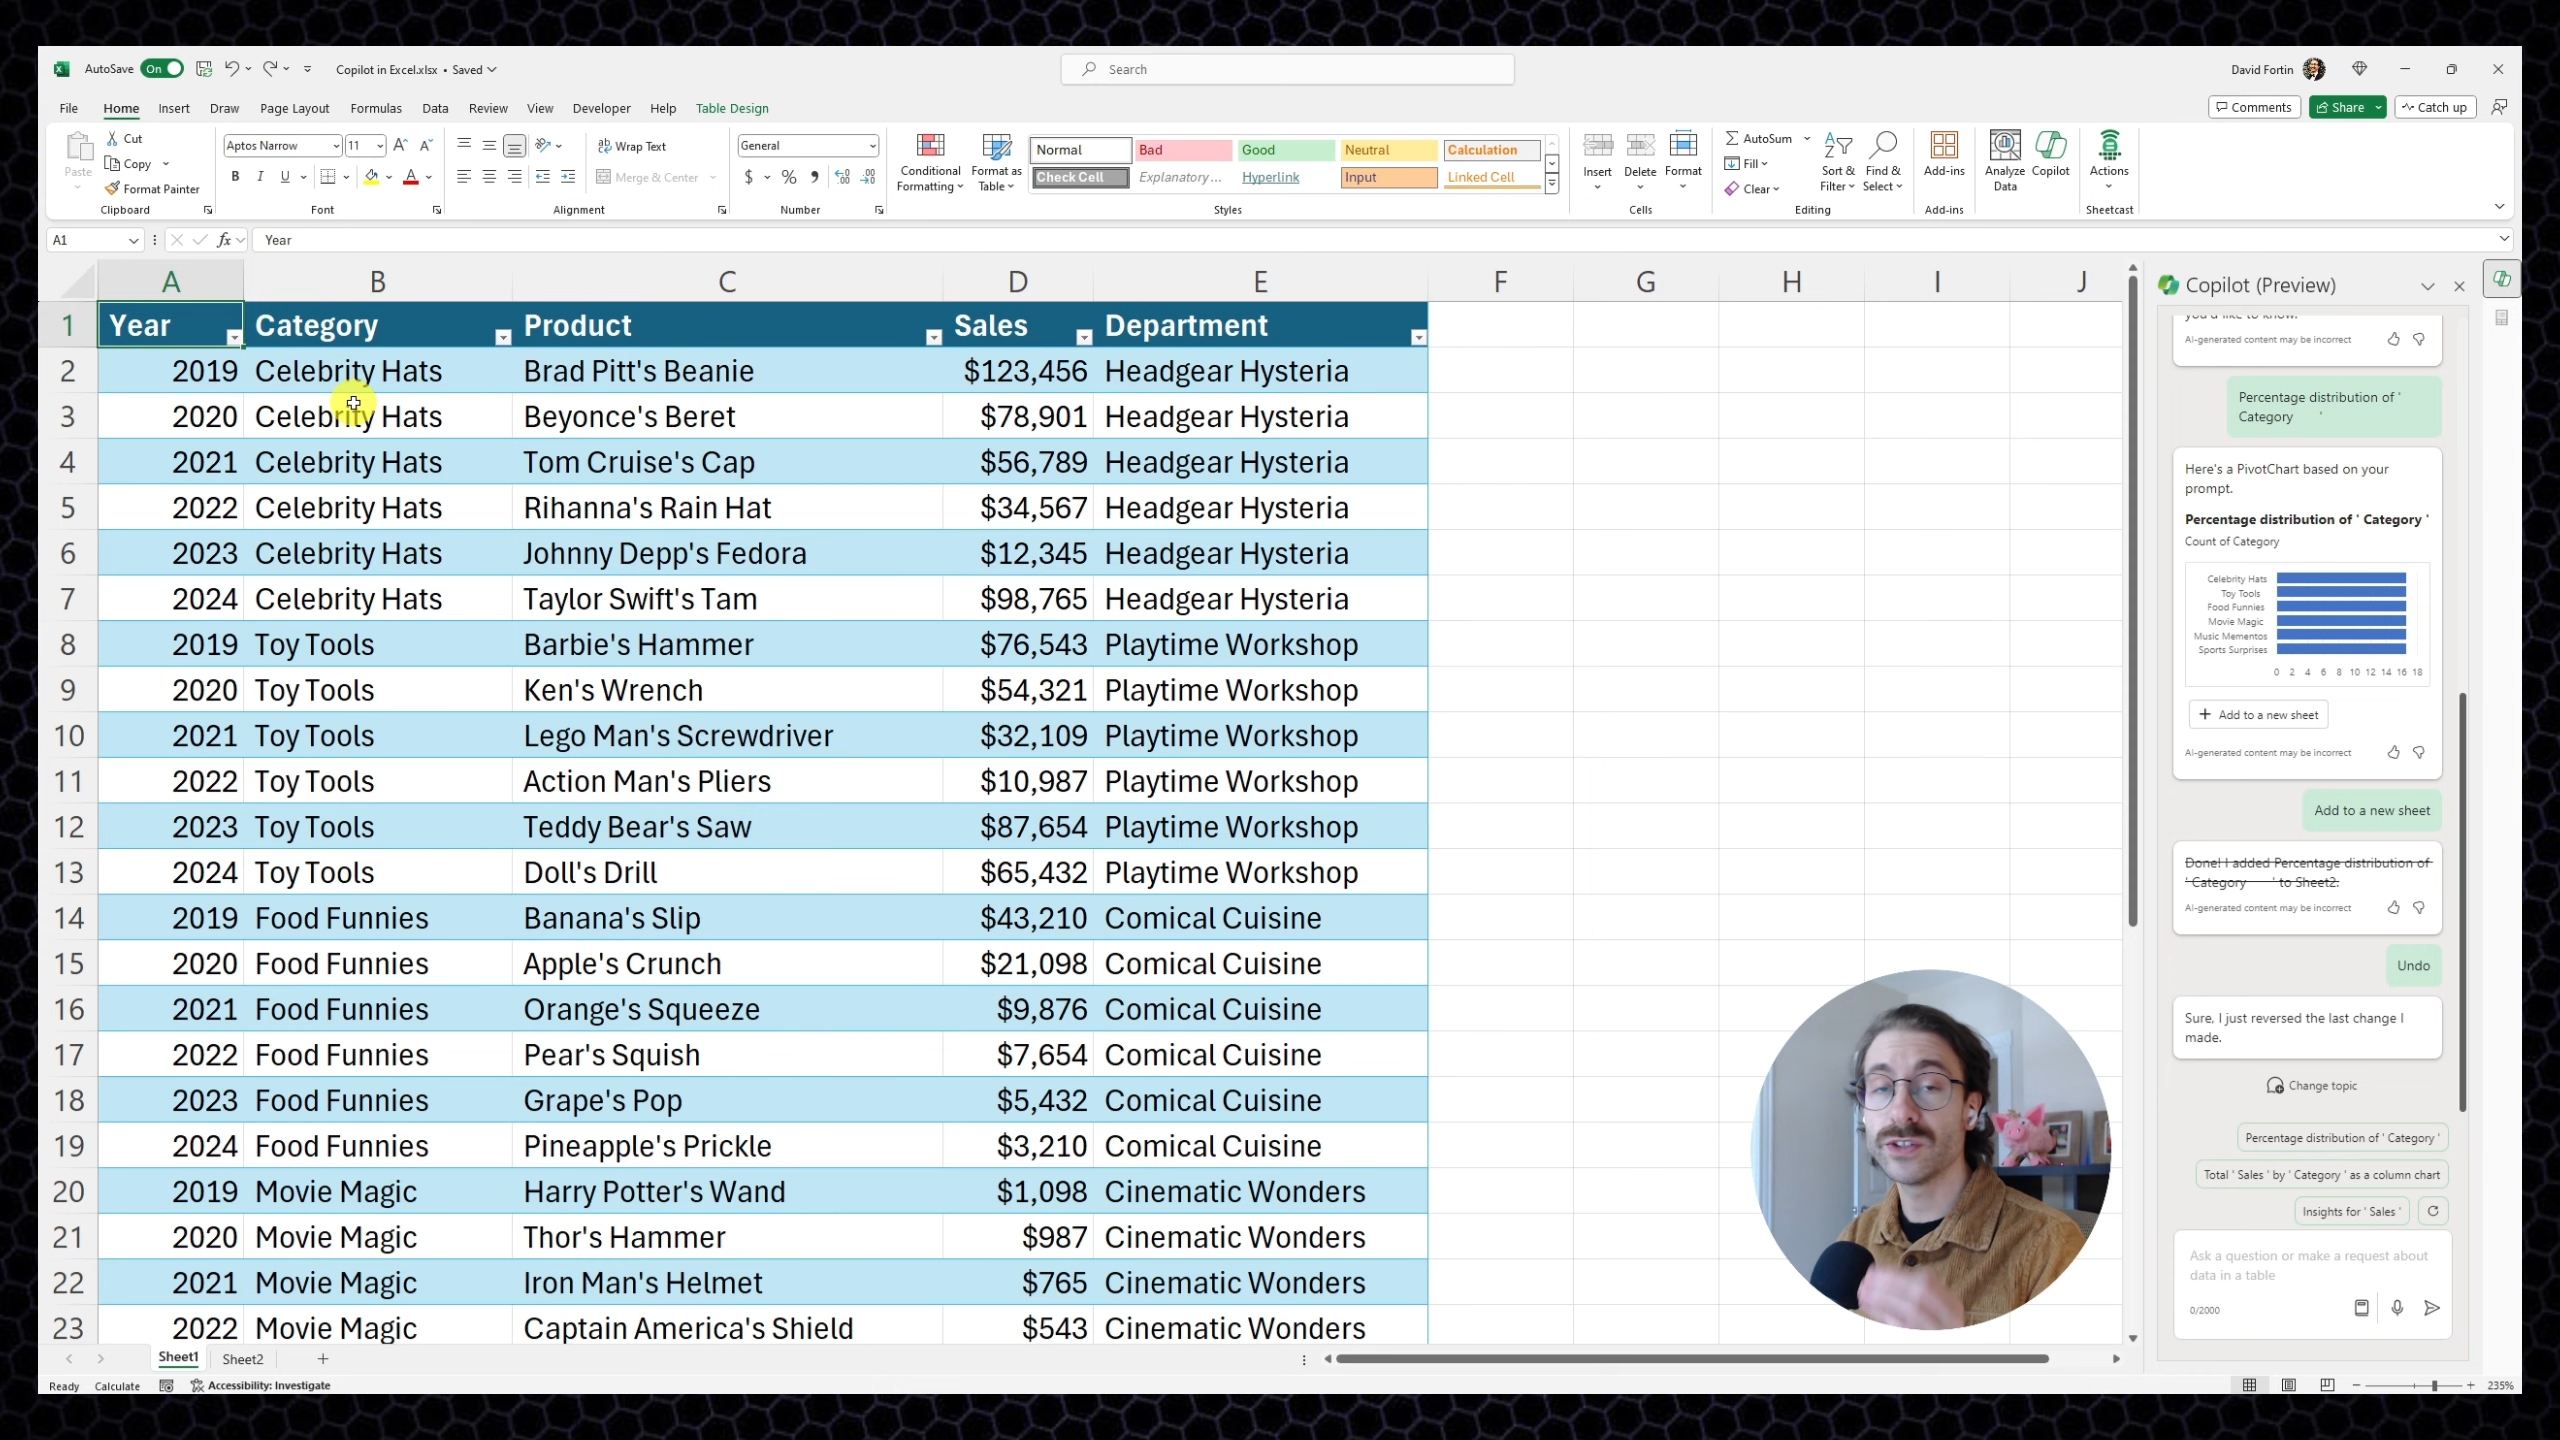 AutoSave On Copilot in Excel.xlsx • Saved Search David Fortin
File Home Insert Draw Page Layout Formulas Data Review View Developer Help Table Design Comments Share Catch up
Paste Cut Copy Format Painter
Clipboard
Aptos Narrow 11
B I U
Font
Wrap Text
Merge & Center
Alignment
General
$ %
Number
Conditional Formatting
Format as Table
Normal Bad Good Neutral Calculation
Check Cell Explanatory... Hyperlink Input Linked Cell
Styles
Insert Delete Format
Cells
AutoSum
Fill
Clear
Sort & Filter
Find & Select
Editing
Add-ins
Add-ins
Analyze Data
Copilot
Actions
Sheetcast
A1 fx Year
A B C D E F G H I J
1 Year Category Product Sales Department
2 2019 Celebrity Hats Brad Pitt's Beanie $123,456 Headgear Hysteria
3 2020 Celebrity Hats Beyonce's Beret $78,901 Headgear Hysteria
4 2021 Celebrity Hats Tom Cruise's Cap $56,789 Headgear Hysteria
5 2022 Celebrity Hats Rihanna's Rain Hat $34,567 Headgear Hysteria
6 2023 Celebrity Hats Johnny Depp's Fedora $12,345 Headgear Hysteria
7 2024 Celebrity Hats Taylor Swift's Tam $98,765 Headgear Hysteria
8 2019 Toy Tools Barbie's Hammer $76,543 Playtime Workshop
9 2020 Toy Tools Ken's Wrench $54,321 Playtime Workshop
10 2021 Toy Tools Lego Man's Screwdriver $32,109 Playtime Workshop
11 2022 Toy Tools Action Man's Pliers $10,987 Playtime Workshop
12 2023 Toy Tools Teddy Bear's Saw $87,654 Playtime Workshop
13 2024 Toy Tools Doll's Drill $65,432 Playtime Workshop
14 2019 Food Funnies Banana's Slip $43,210 Comical Cuisine
15 2020 Food Funnies Apple's Crunch $21,098 Comical Cuisine
16 2021 Food Funnies Orange's Squeeze $9,876 Comical Cuisine
17 2022 Food Funnies Pear's Squish $7,654 Comical Cuisine
18 2023 Food Funnies Grape's Pop $5,432 Comical Cuisine
19 2024 Food Funnies Pineapple's Prickle $3,210 Comical Cuisine
20 2019 Movie Magic Harry Potter's Wand $1,098 Cinematic Wonders
21 2020 Movie Magic Thor's Hammer $987 Cinematic Wonders
22 2021 Movie Magic Iron Man's Helmet $765 Cinematic Wonders
23 2022 Movie Magic Captain America's Shield $543 Cinematic Wonders
Copilot (Preview)
you'd like to know.
AI-generated content may be incorrect
Percentage distribution of '
Category '
Here's a PivotChart based on your
prompt.
Percentage distribution of ' Category '
Count of Category
Celebrity Hats
Toy Tools
Food Funnies
Movie Magic
Music Mementos
Sports Surprises
0 2 4 6 8 10 12 14 16 18
+ Add to a new sheet
AI-generated content may be incorrect
Add to a new sheet
Done! I added Percentage distribution of
' Category ' to Sheet2.
AI-generated content may be incorrect
Undo
Sure, I just reversed the last change I
made.
Change topic
Percentage distribution of ' Category '
Total ' Sales ' by ' Category ' as a column chart
Insights for ' Sales '
Ask a question or make a request about
data in a table
0/2000
Sheet1 Sheet2 +
Ready Calculate Accessibility: Investigate 235%